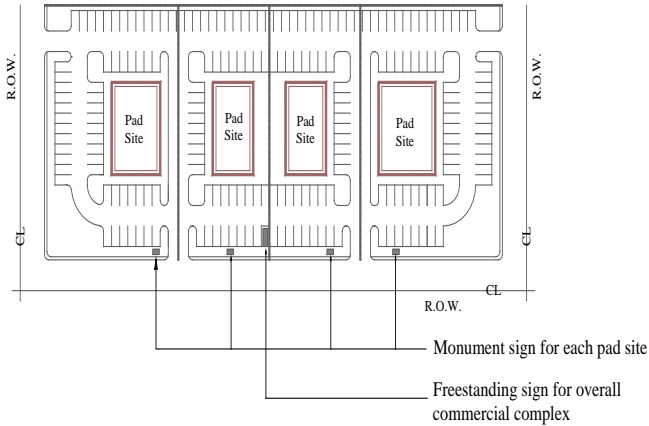 R.O.W.
R.O.W.
Pad
Site
Pad
Site
Pad
Site
Pad
Site
CL
CL
CL
R.O.W.
Monument sign for each pad site
Freestanding sign for overall
commercial complex